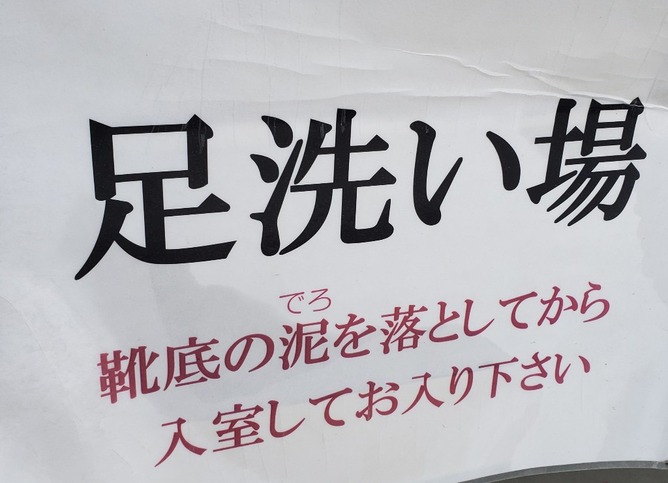 足洗い場
でろ
靴底の泥を落としてから
入室してお入り下さい